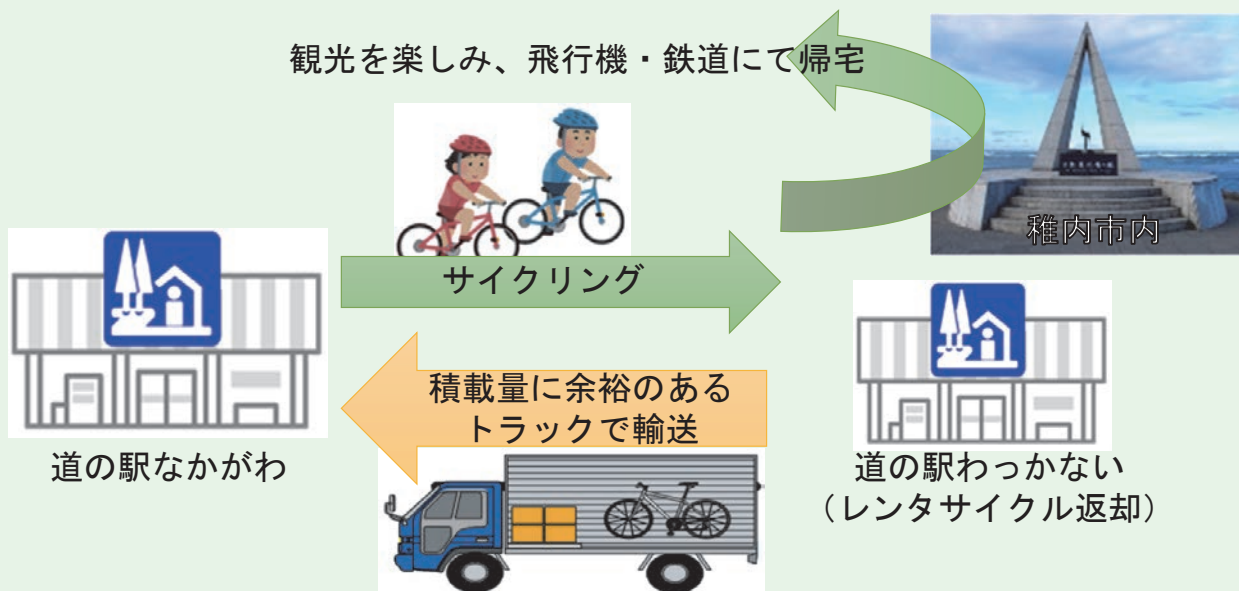 観光を楽しみ、飛行機・鉄道にて帰宅
稚内市内
サイクリング
積載量に余裕のある
トラックで輸送
道の駅なかがわ
道の駅わっかない
（レンタサイクル返却）